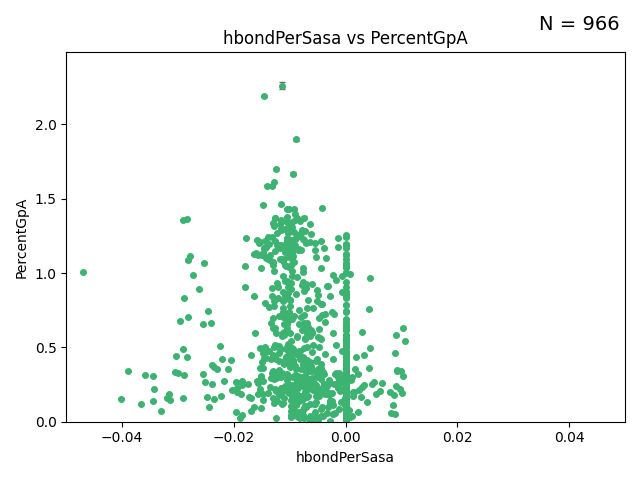 N = 966
hbondPerSasa vs PercentGpA
PercentGpA
2.0
1.5
1.0
0.5
0.0
−0.04 −0.02 0.00 0.02 0.04
hbondPerSasa